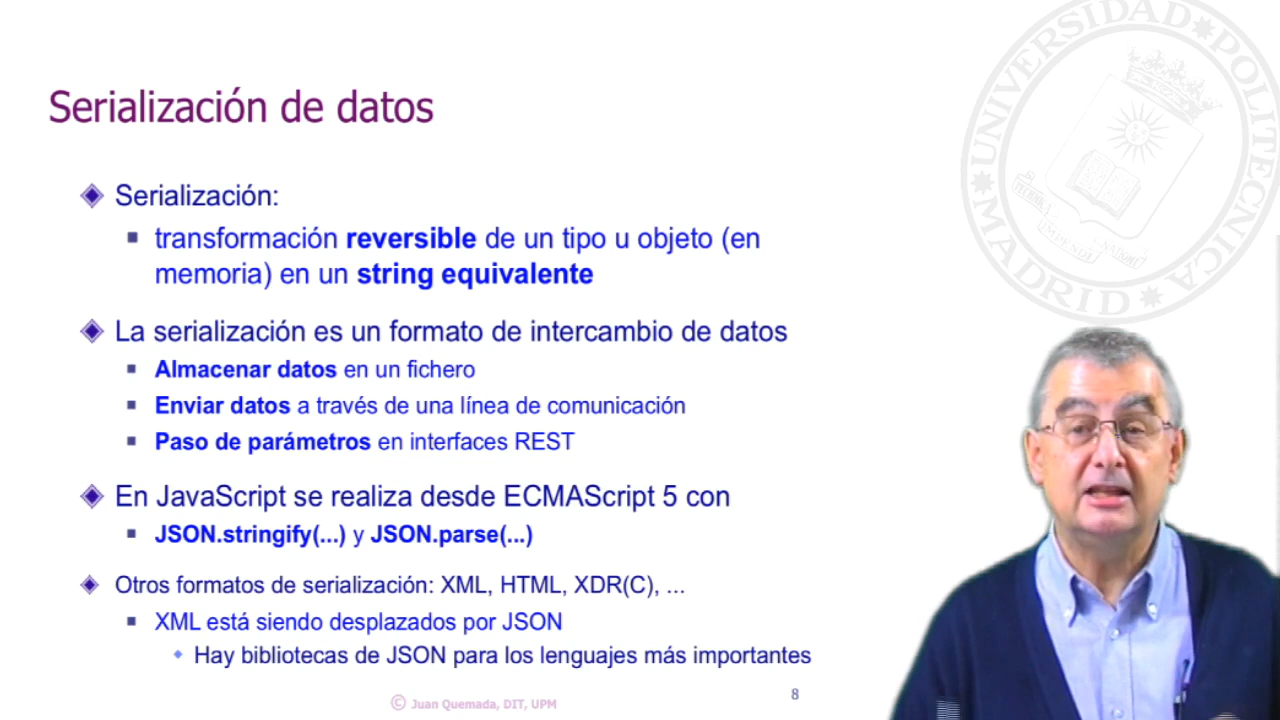 UNIVERSIDAD POLITÉCNICA
MADRID
Serialización de datos
Serialización:
transformación reversible de un tipo u objeto (en
memoria) en un string equivalente
La serialización es un formato de intercambio de datos
Almacenar datos en un fichero
Enviar datos a través de una línea de comunicación
Paso de parámetros en interfaces REST
En JavaScript se realiza desde ECMAScript 5 con
JSON.stringify(...) y JSON.parse(...)
Otros formatos de serialización: XML, HTML, XDR(C), ...
XML está siendo desplazados por JSON
Hay bibliotecas de JSON para los lenguajes más importantes
© Juan Quemada, DIT, UPM
8